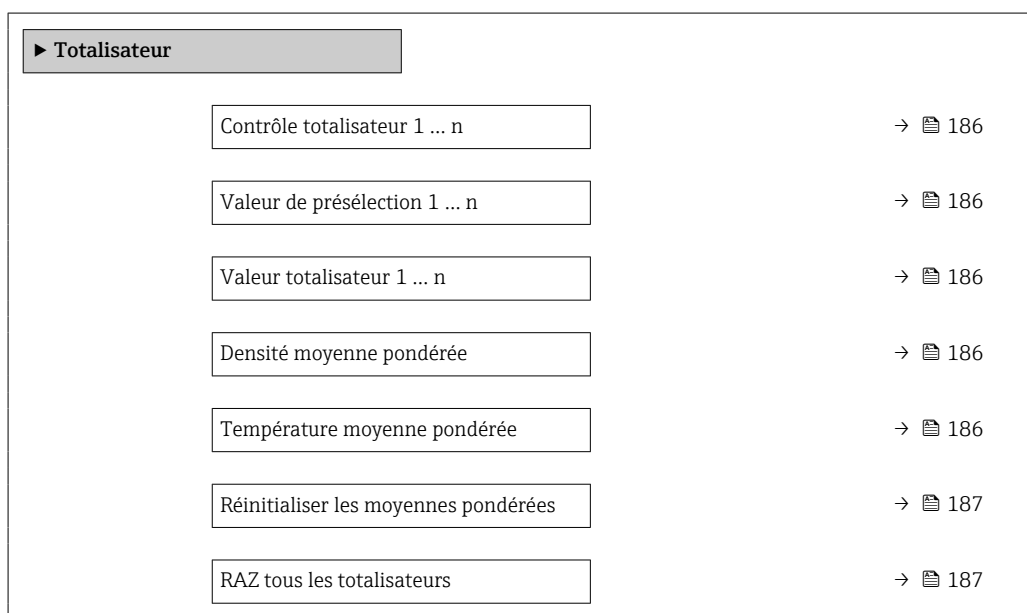 ▶ Totalisateur
Contrôle totalisateur 1 … n → 186
Valeur de présélection 1 … n → 186
Valeur totalisateur 1 … n → 186
Densité moyenne pondérée → 186
Température moyenne pondérée → 186
Réinitialiser les moyennes pondérées → 187
RAZ tous les totalisateurs → 187